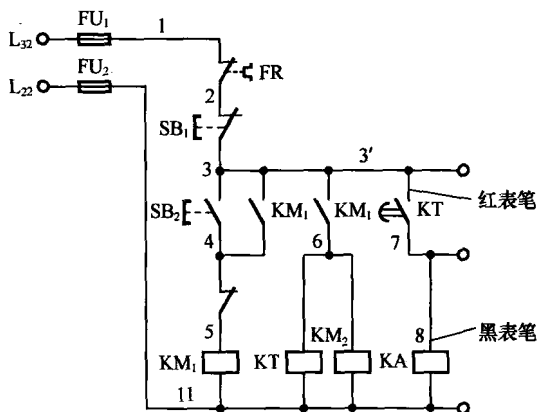 FU₁ 1
L₃₂
FU₂
L₂₂
FR
2
SB₁
3 3′
SB₂ KM₁ KM₁ KT 红表笔
4 6 7
5 KM₂ 8 黑表笔
KM₁ KT KA
11